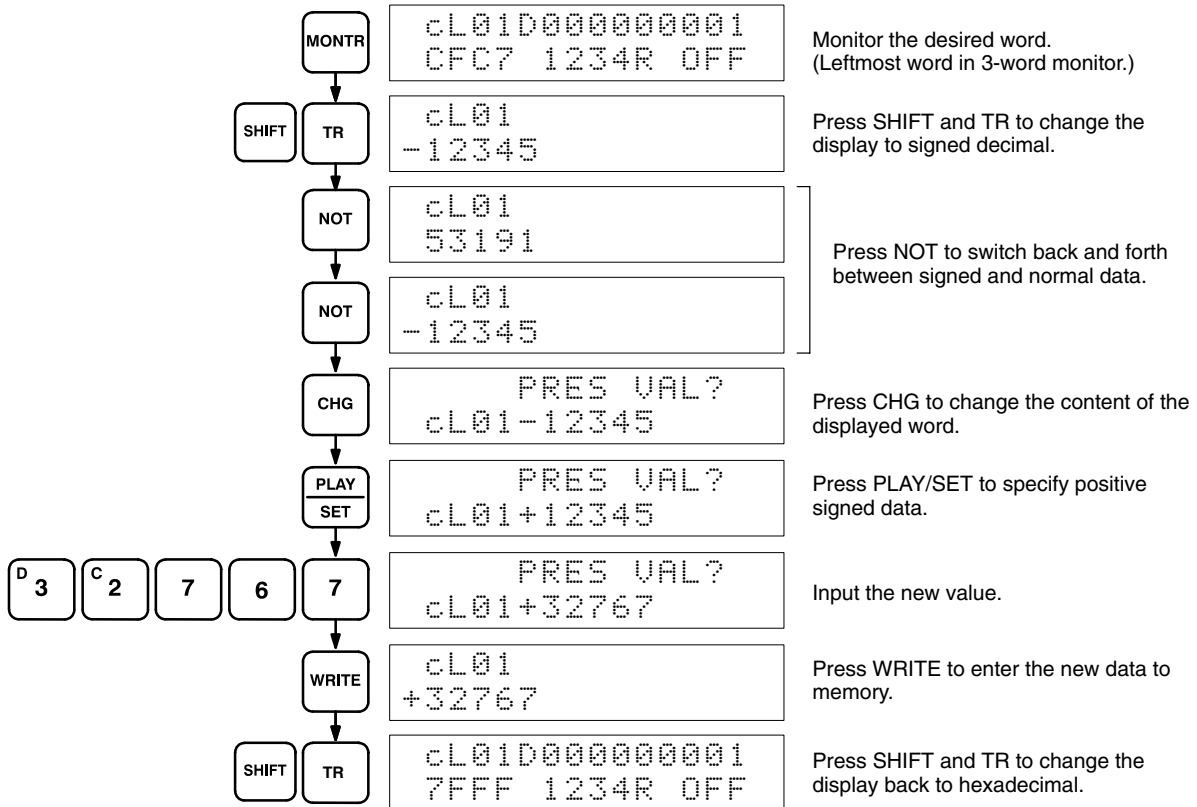 MONTR
cL01D000000001
CFC7 1234R OFF
Monitor the desired word.
(Leftmost word in 3-word monitor.)
SHIFT
TR
cL01
-12345
Press SHIFT and TR to change the
display to signed decimal.
NOT
cL01
53191
NOT
cL01
-12345
Press NOT to switch back and forth
between signed and normal data.
CHG
PRES VAL?
cL01-12345
Press CHG to change the content of the
displayed word.
PLAY
SET
PRES VAL?
cL01+12345
Press PLAY/SET to specify positive
signed data.
D 3
C 2
7
6
7
PRES VAL?
cL01+32767
Input the new value.
WRITE
cL01
+32767
Press WRITE to enter the new data to
memory.
SHIFT
TR
cL01D000000001
7FFF 1234R OFF
Press SHIFT and TR to change the
display back to hexadecimal.